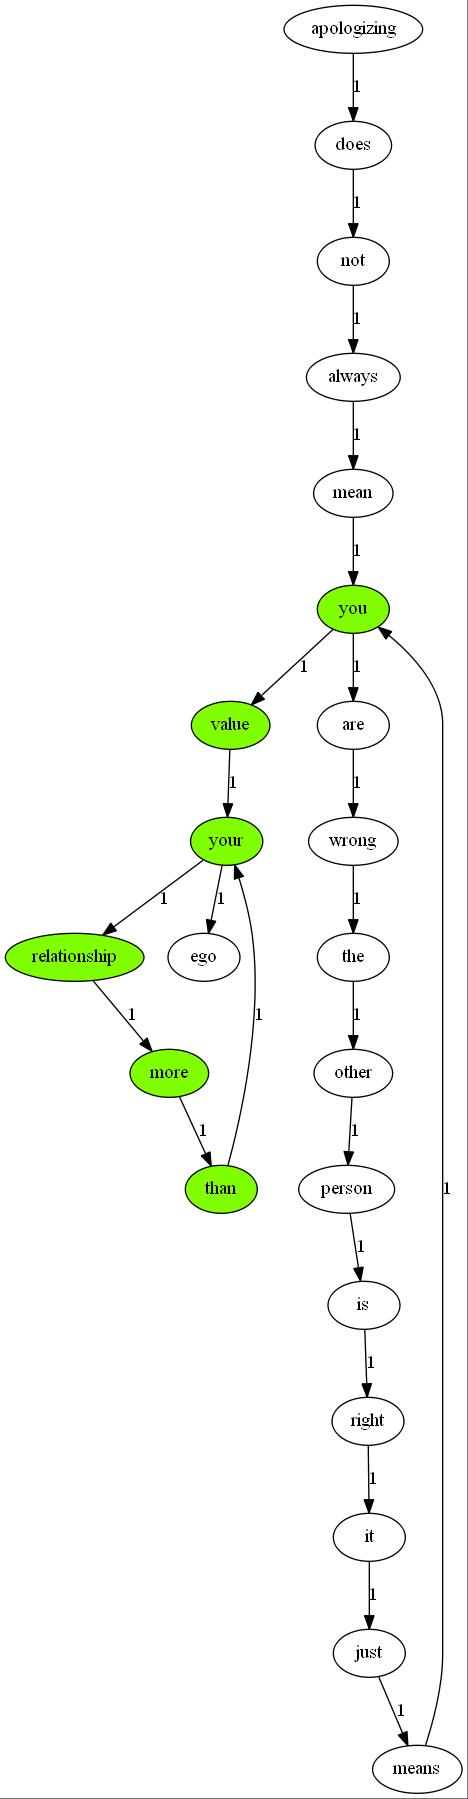 apologizing
1
does
1
not
1
always
1
mean
1
you
1 1
value are
1 1
your wrong
1 1 1
relationship ego the
1 1 1
more other
1 1
than person 1
1
is
1
right
1
it
1
just
1
means